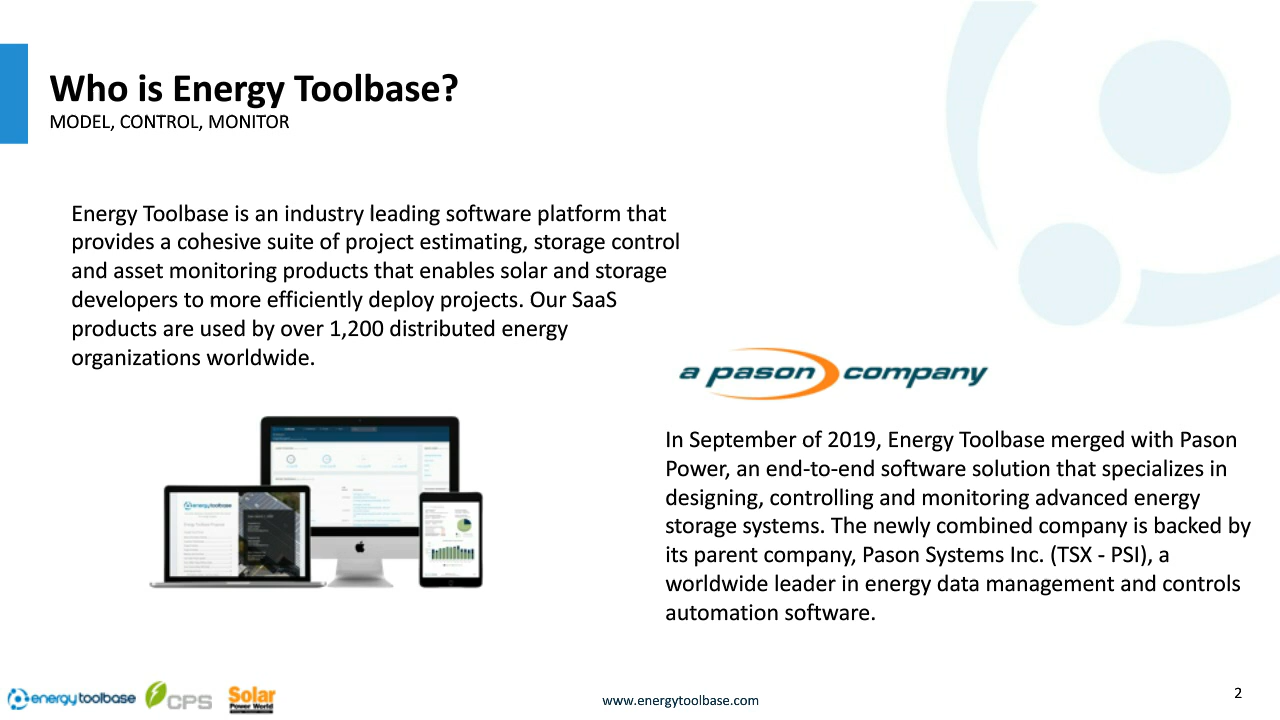 Who is Energy Toolbase?
MODEL, CONTROL, MONITOR
Energy Toolbase is an industry leading software platform that
provides a cohesive suite of project estimating, storage control
and asset monitoring products that enables solar and storage
developers to more efficiently deploy projects. Our SaaS
products are used by over 1,200 distributed energy
organizations worldwide.
a pason company
In September of 2019, Energy Toolbase merged with Pason
Power, an end-to-end software solution that specializes in
designing, controlling and monitoring advanced energy
storage systems. The newly combined company is backed by
its parent company, Pason Systems Inc. (TSX - PSI), a
worldwide leader in energy data management and controls
automation software.
energytoolbase
energytoolbase
CPS
Solar
Power World
www.energytoolbase.com
2